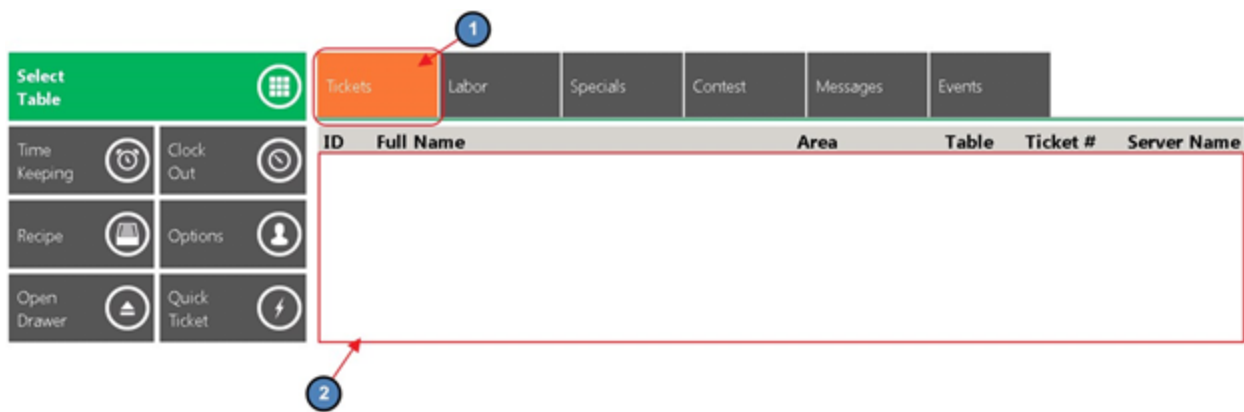 1
Select
Table
Tickets
Labor
Specials
Contest
Messages
Events
ID Full Name Area Table Ticket # Server Name
Time
Keeping
Clock
Out
Recipe
Options
Open
Drawer
Quick
Ticket
2